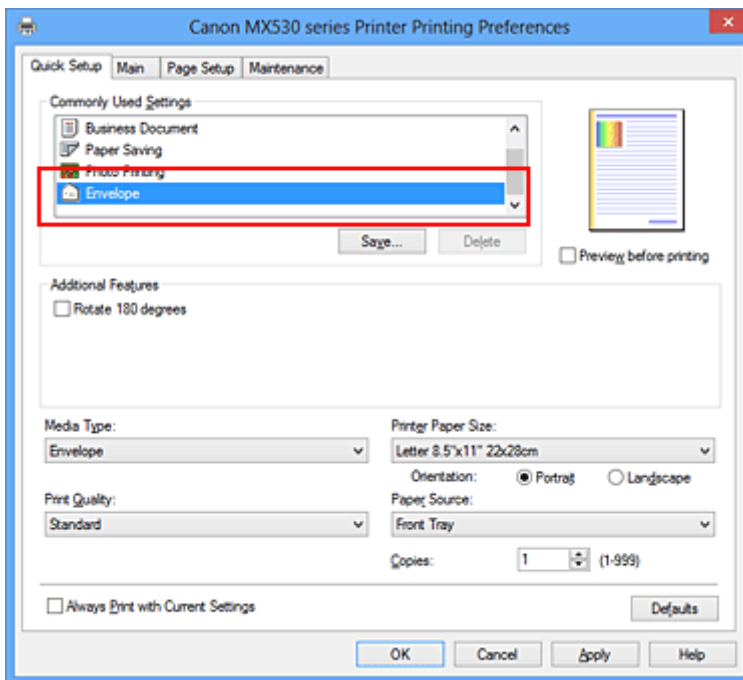 Canon MX530 series Printer Printing Preferences
Quick Setup Main Page Setup Maintenance
Commonly Used Settings
Business Document
Paper Saving
Photo Printing
Envelope
Save... Delete
Preview before printing
Additional Features
Rotate 180 degrees
Media Type:
Envelope
Printer Paper Size:
Letter 8.5"x11" 22x28cm
Orientation: Portrait Landscape
Print Quality:
Standard
Paper Source:
Front Tray
Copies: 1 (1-999)
Always Print with Current Settings
Defaults
OK Cancel Apply Help